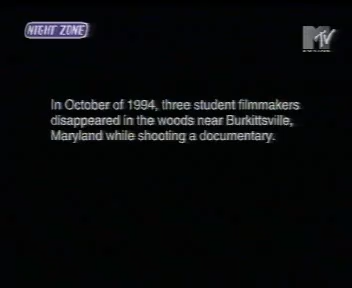 NIGHT ZONE
MTV
In October of 1994, three student filmmakers
disappeared in the woods near Burkittsville,
Maryland while shooting a documentary.